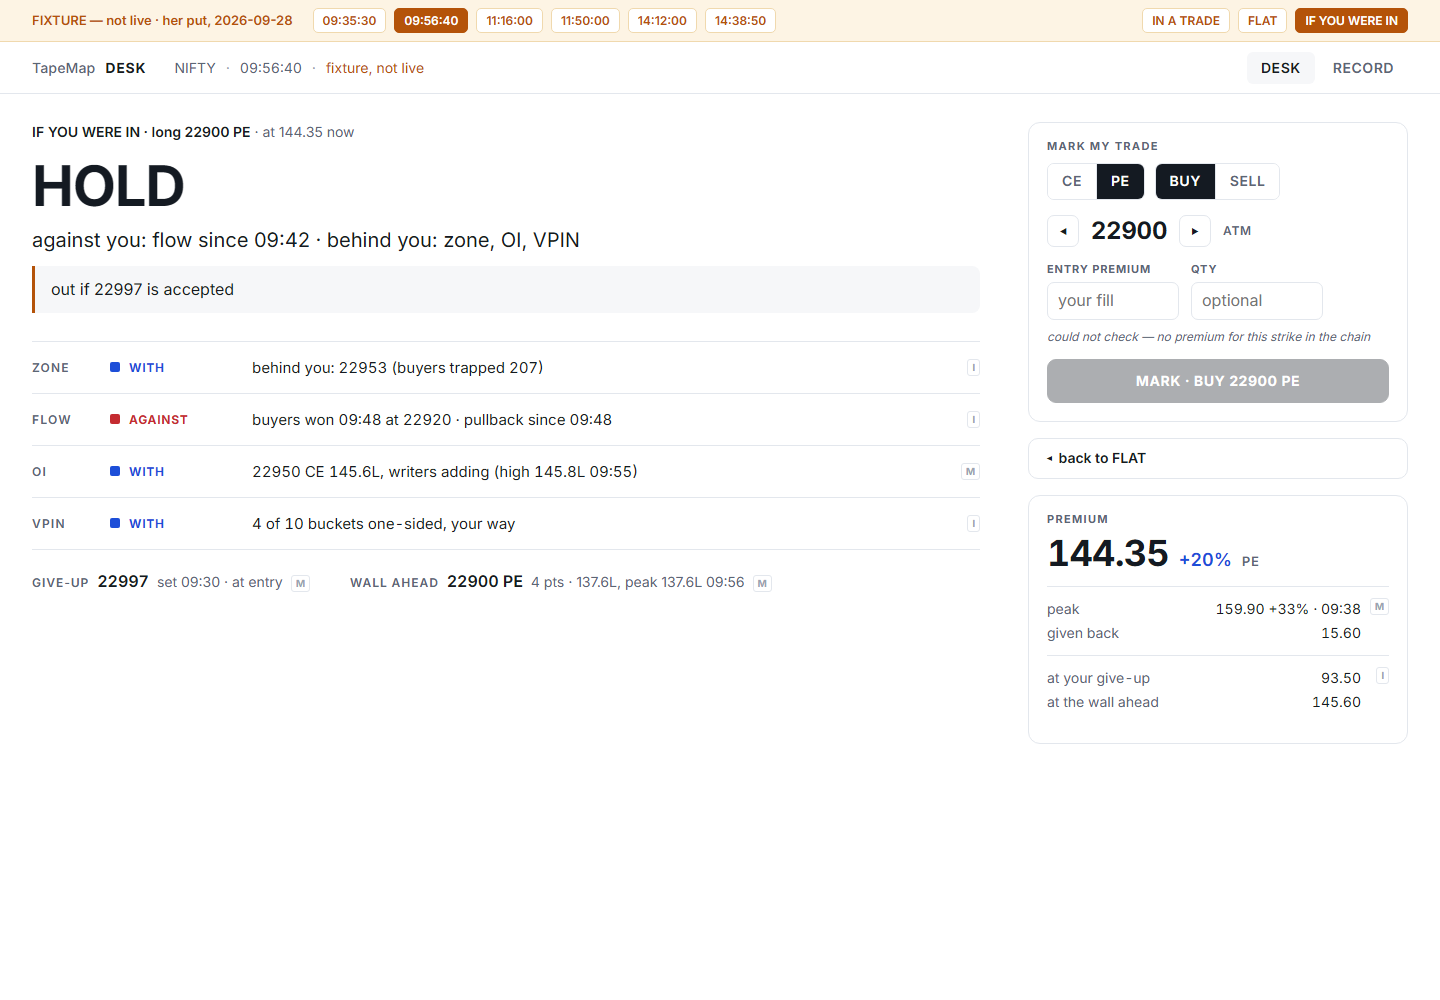 FIXTURE — not live · her put, 2026-09-28 09:35:30 09:56:40 11:16:00 11:50:00 14:12:00 14:38:50 IN A TRADE FLAT IF YOU WERE IN
TapeMap DESK NIFTY · 09:56:40 · fixture, not live DESK RECORD
IF YOU WERE IN · long 22900 PE · at 144.35 now
HOLD
against you: flow since 09:42 · behind you: zone, OI, VPIN
out if 22997 is accepted
ZONE WITH behind you: 22953 (buyers trapped 207) I
FLOW AGAINST buyers won 09:48 at 22920 · pullback since 09:48 I
OI WITH 22950 CE 145.6L, writers adding (high 145.8L 09:55) M
VPIN WITH 4 of 10 buckets one-sided, your way I
GIVE-UP 22997 set 09:30 · at entry M WALL AHEAD 22900 PE 4 pts · 137.6L, peak 137.6L 09:56 M
MARK MY TRADE
CE PE BUY SELL
◂ 22900 ▸ ATM
ENTRY PREMIUM QTY
your fill optional
could not check — no premium for this strike in the chain
MARK · BUY 22900 PE
◂ back to FLAT
PREMIUM
144.35 +20% PE
peak 159.90 +33% · 09:38 M
given back 15.60
at your give-up 93.50 I
at the wall ahead 145.60